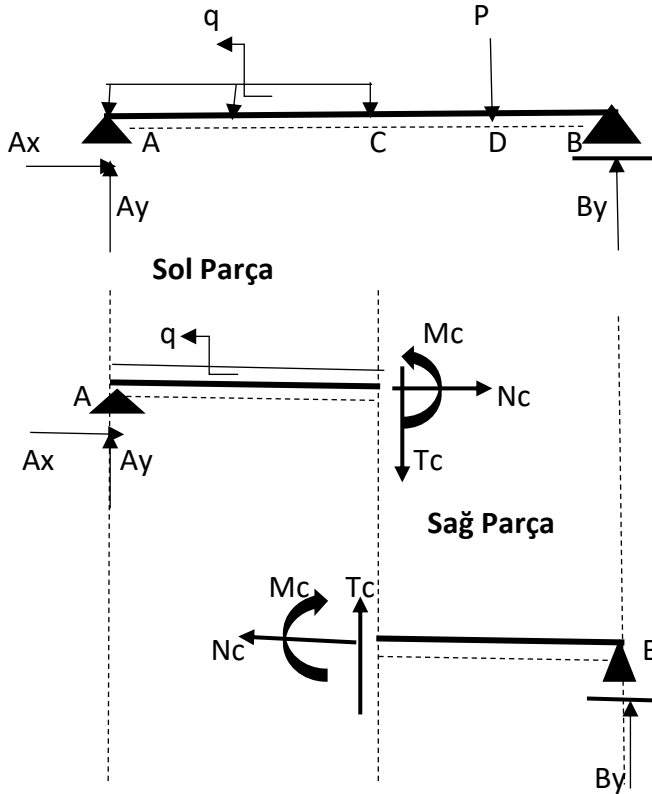 q P
Ax A C D B
Ay By
Sol Parça
q Mc
A Nc
Ax Ay Tc
Sağ Parça
Mc Tc
Nc B
By